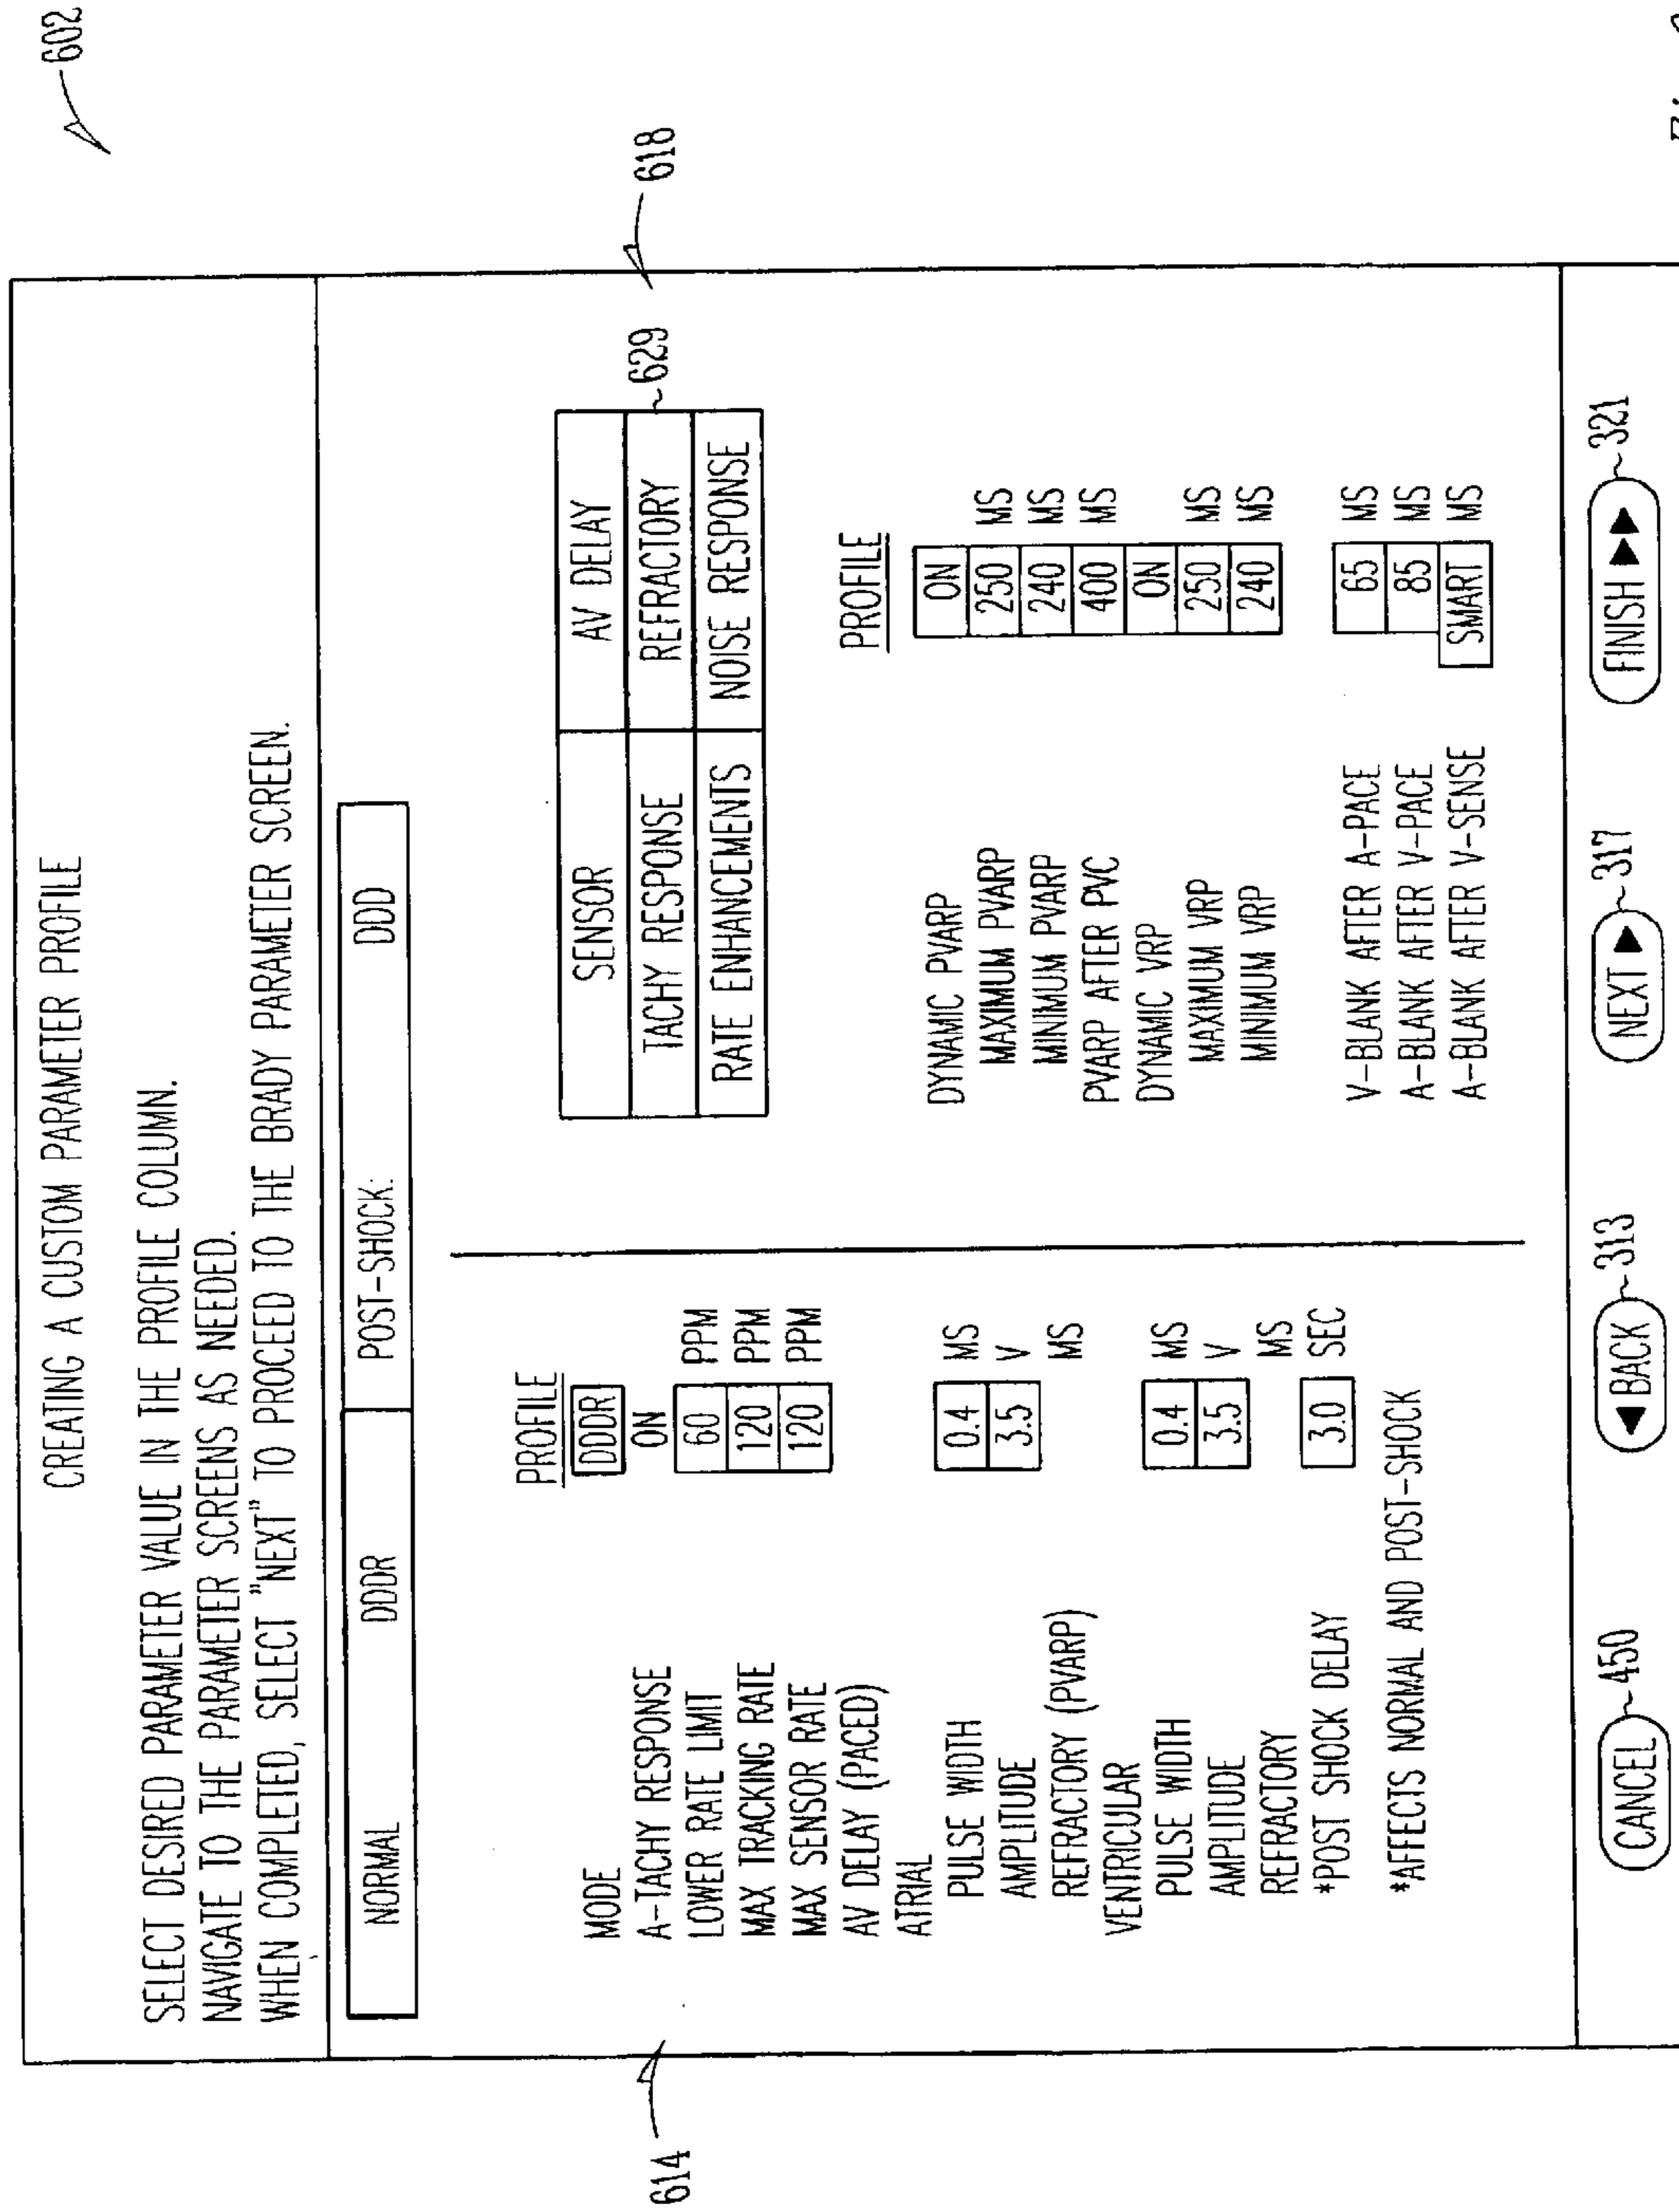 602
CREATING A CUSTOM PARAMETER PROFILE
SELECT DESIRED PARAMETER VALUE IN THE PROFILE COLUMN.
NAVIGATE TO THE PARAMETER SCREENS AS NEEDED.
WHEN COMPLETED, SELECT "NEXT" TO PROCEED TO THE BRADY PARAMETER SCREEN.
NORMAL DDDR POST-SHOCK: DDD
614
PROFILE
MODE DDDR
A-TACHY RESPONSE ON
LOWER RATE LIMIT 60 PPM
MAX TRACKING RATE 120 PPM
MAX SENSOR RATE 120 PPM
AV DELAY (PACED)
ATRIAL
PULSE WIDTH 0.4 MS
AMPLITUDE 3.5 V
REFRACTORY (PVARP) MS
VENTRICULAR
PULSE WIDTH 0.4 MS
AMPLITUDE 3.5 V
REFRACTORY MS
*POST SHOCK DELAY 3.0 SEC
*AFFECTS NORMAL AND POST-SHOCK
618
SENSOR AV DELAY
TACHY RESPONSE REFRACTORY 629
RATE ENHANCEMENTS NOISE RESPONSE
PROFILE
DYNAMIC PVARP ON
MAXIMUM PVARP 250 MS
MINIMUM PVARP 240 MS
PVARP AFTER PVC 400 MS
DYNAMIC VRP ON
MAXIMUM VRP 250 MS
MINIMUM VRP 240 MS
V-BLANK AFTER A-PACE 65 MS
A-BLANK AFTER V-PACE 85 MS
A-BLANK AFTER V-SENSE SMART MS
CANCEL 450 ◀ BACK 313 NEXT ▶ 317 FINISH ▶▶ 321